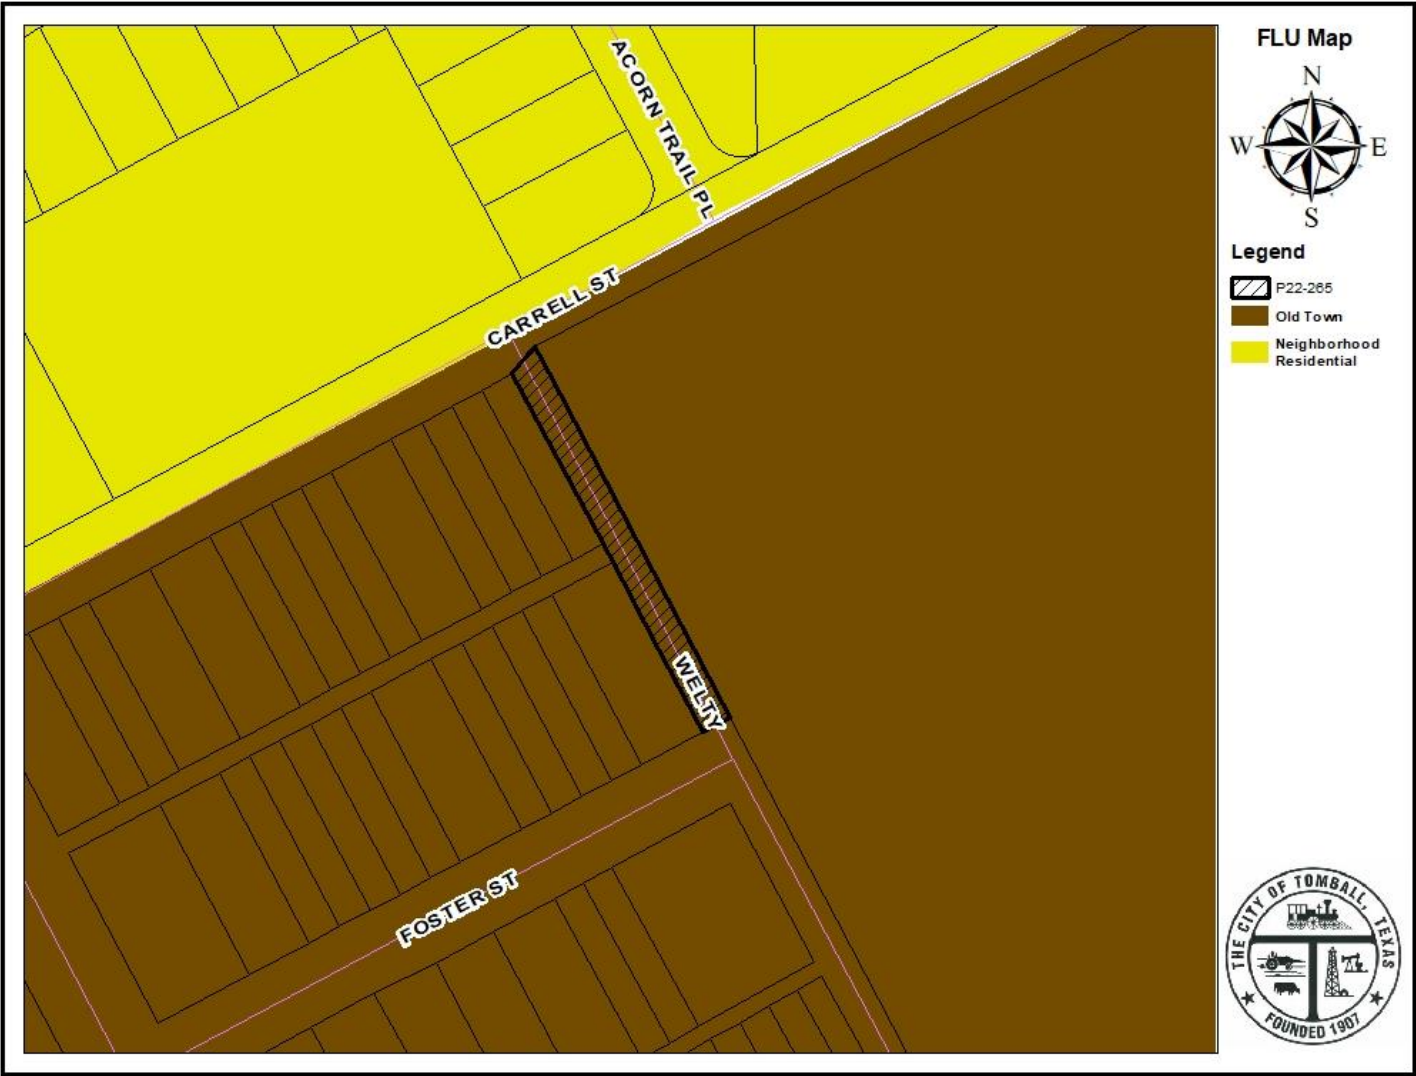 FLU Map
N
W E
S
Legend
P22-265
Old Town
Neighborhood
Residential
ACORN TRAIL PL
CARRELL ST
WELTY
FOSTER ST
THE CITY OF TOMBALL, TEXAS
FOUNDED 1907